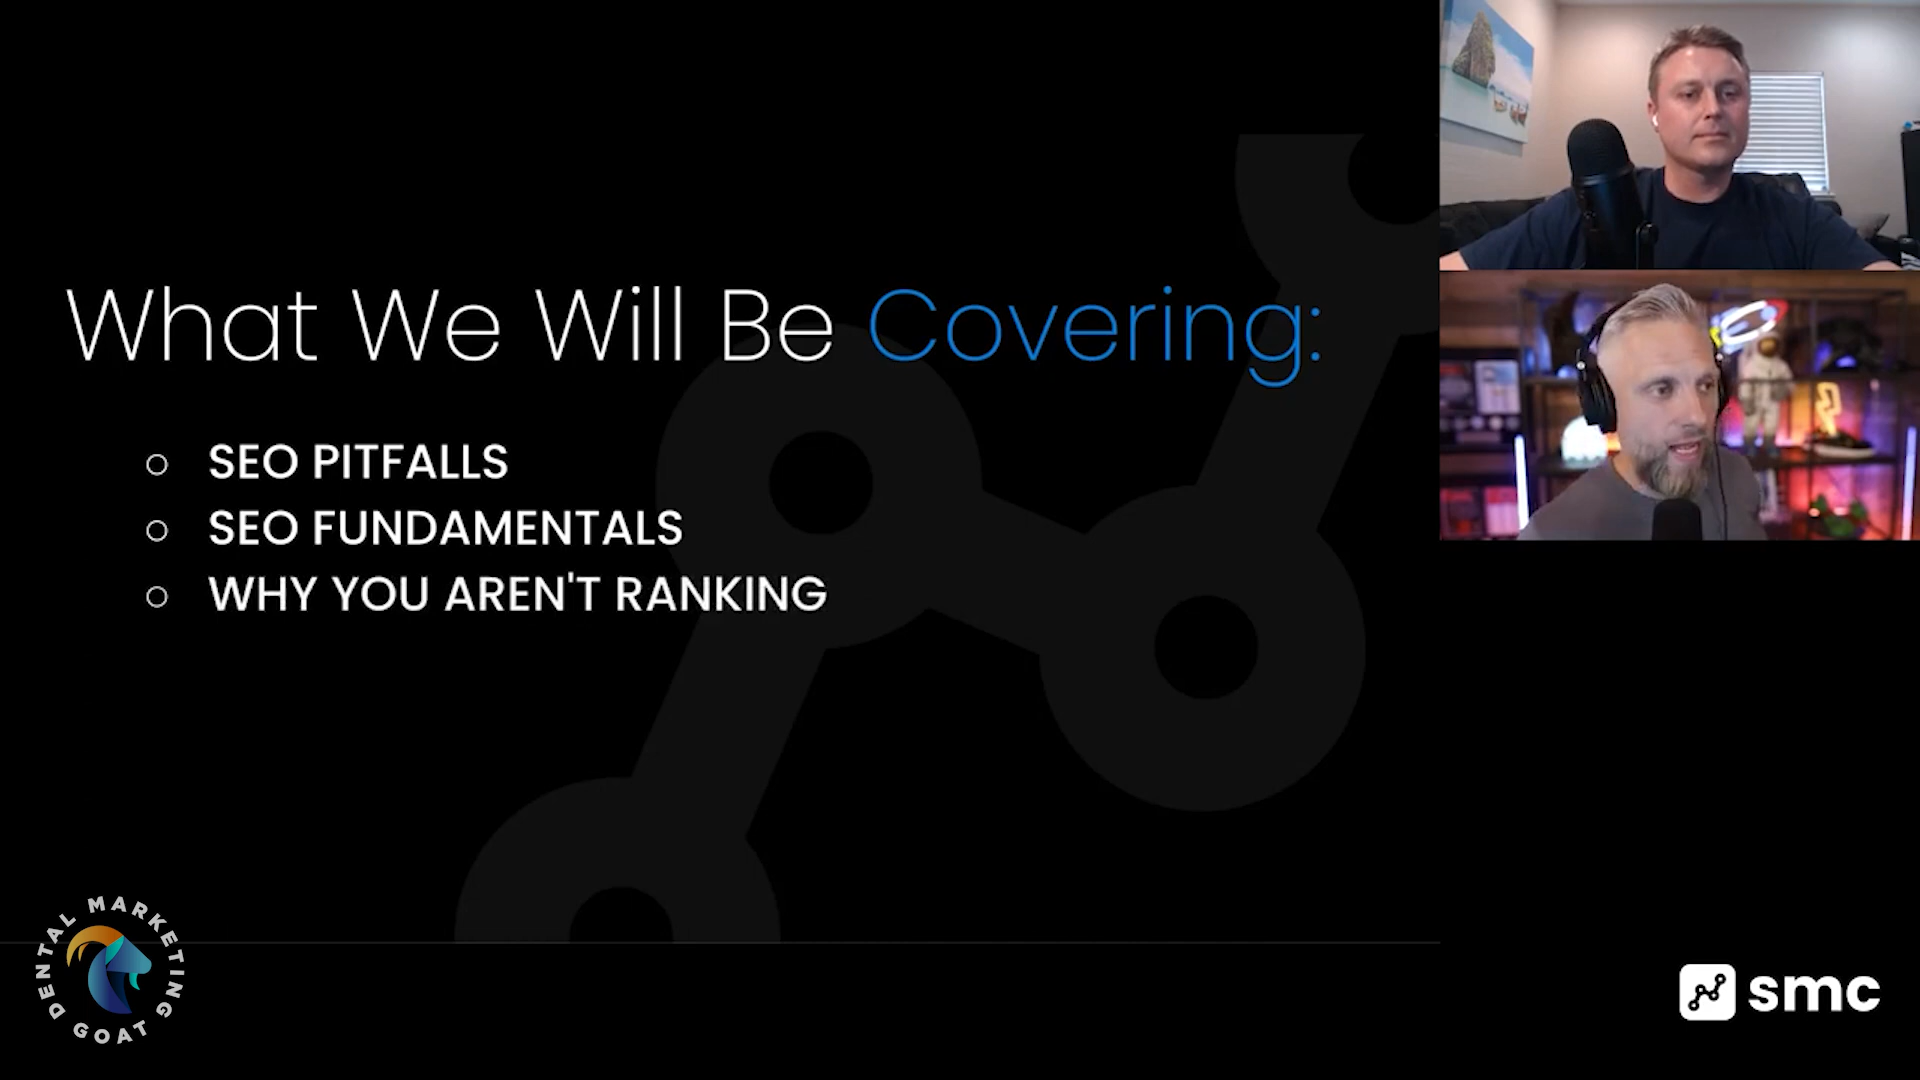 What We Will Be Covering:
SEO PITFALLS
SEO FUNDAMENTALS
WHY YOU AREN'T RANKING
DENTAL MARKETING GOAT
smc